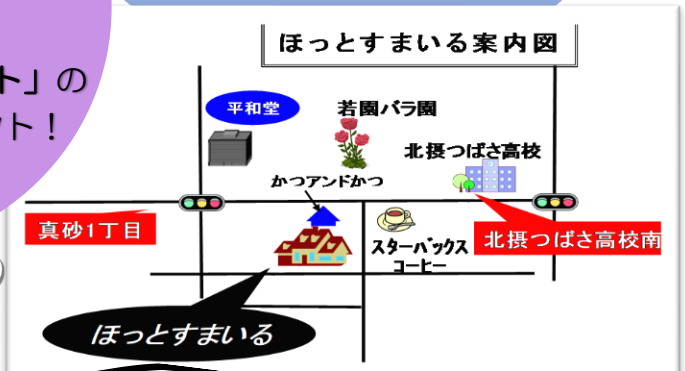 ほっとすまいる案内図
ト」の
ト！
平和堂
若園バラ園
北摂つばさ高校
かつアンドかつ
真砂1丁目
スターバックス
コーヒー
北摂つばさ高校南
ほっとすまいる